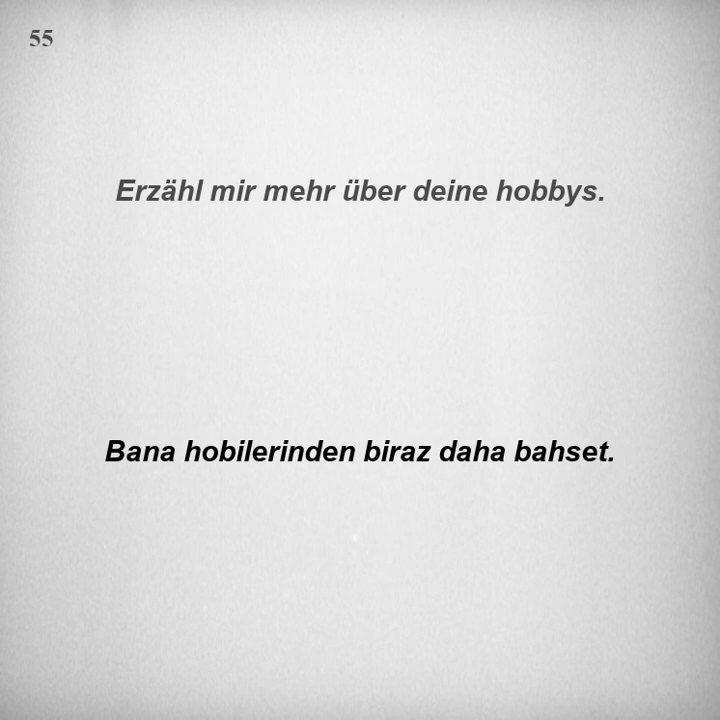 55
Erzähl mir mehr über deine hobbys.
Bana hobilerinden biraz daha bahset.